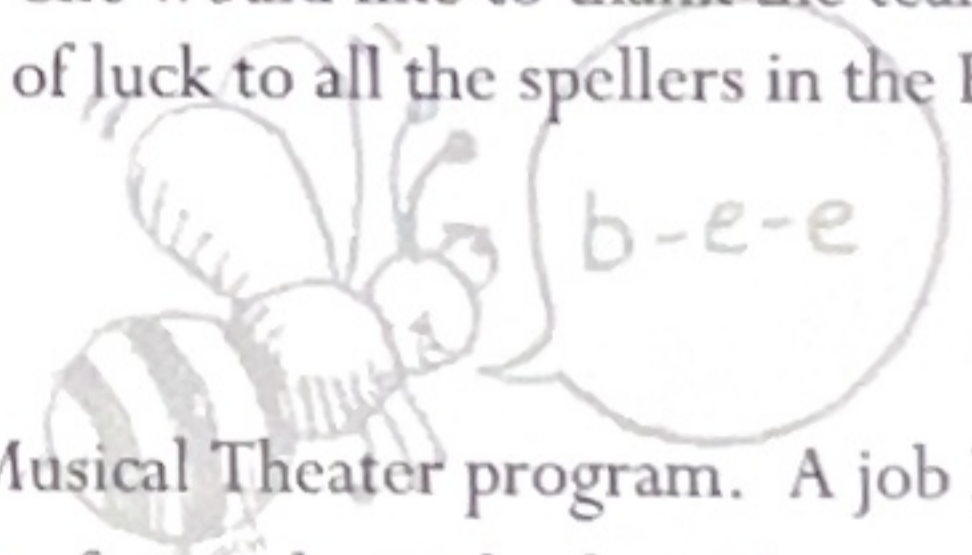 of luck to all the spellers in the
b-e-e
Musical Theater program. A job